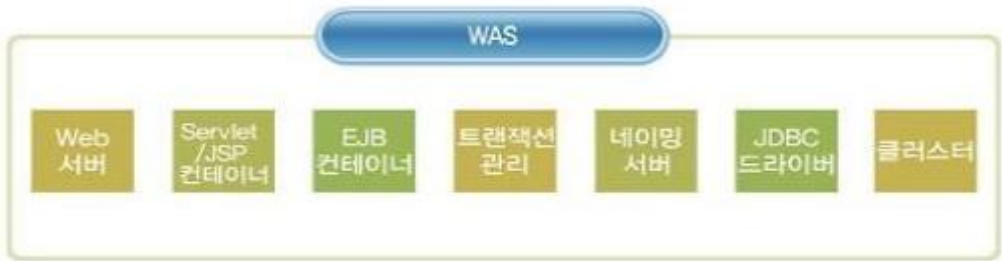 WAS
Web
서버
Servlet
/JSP
컨테이너
EJB
컨테이너
트랜잭션
관리
네이밍
서버
JDBC
드라이버
클러스터